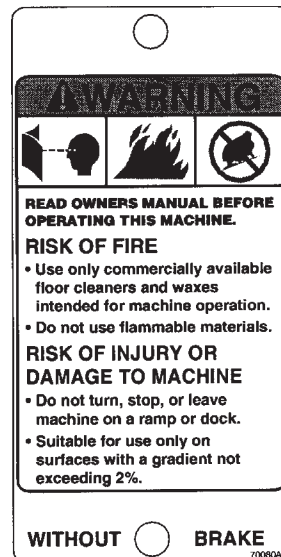 WARNING
READ OWNERS MANUAL BEFORE
OPERATING THIS MACHINE.
RISK OF FIRE
• Use only commercially available
floor cleaners and waxes
intended for machine operation.
• Do not use flammable materials.
RISK OF INJURY OR
DAMAGE TO MACHINE
• Do not turn, stop, or leave
machine on a ramp or dock.
• Suitable for use only on
surfaces with a gradient not
exceeding 2%.
WITHOUT BRAKE
70080A